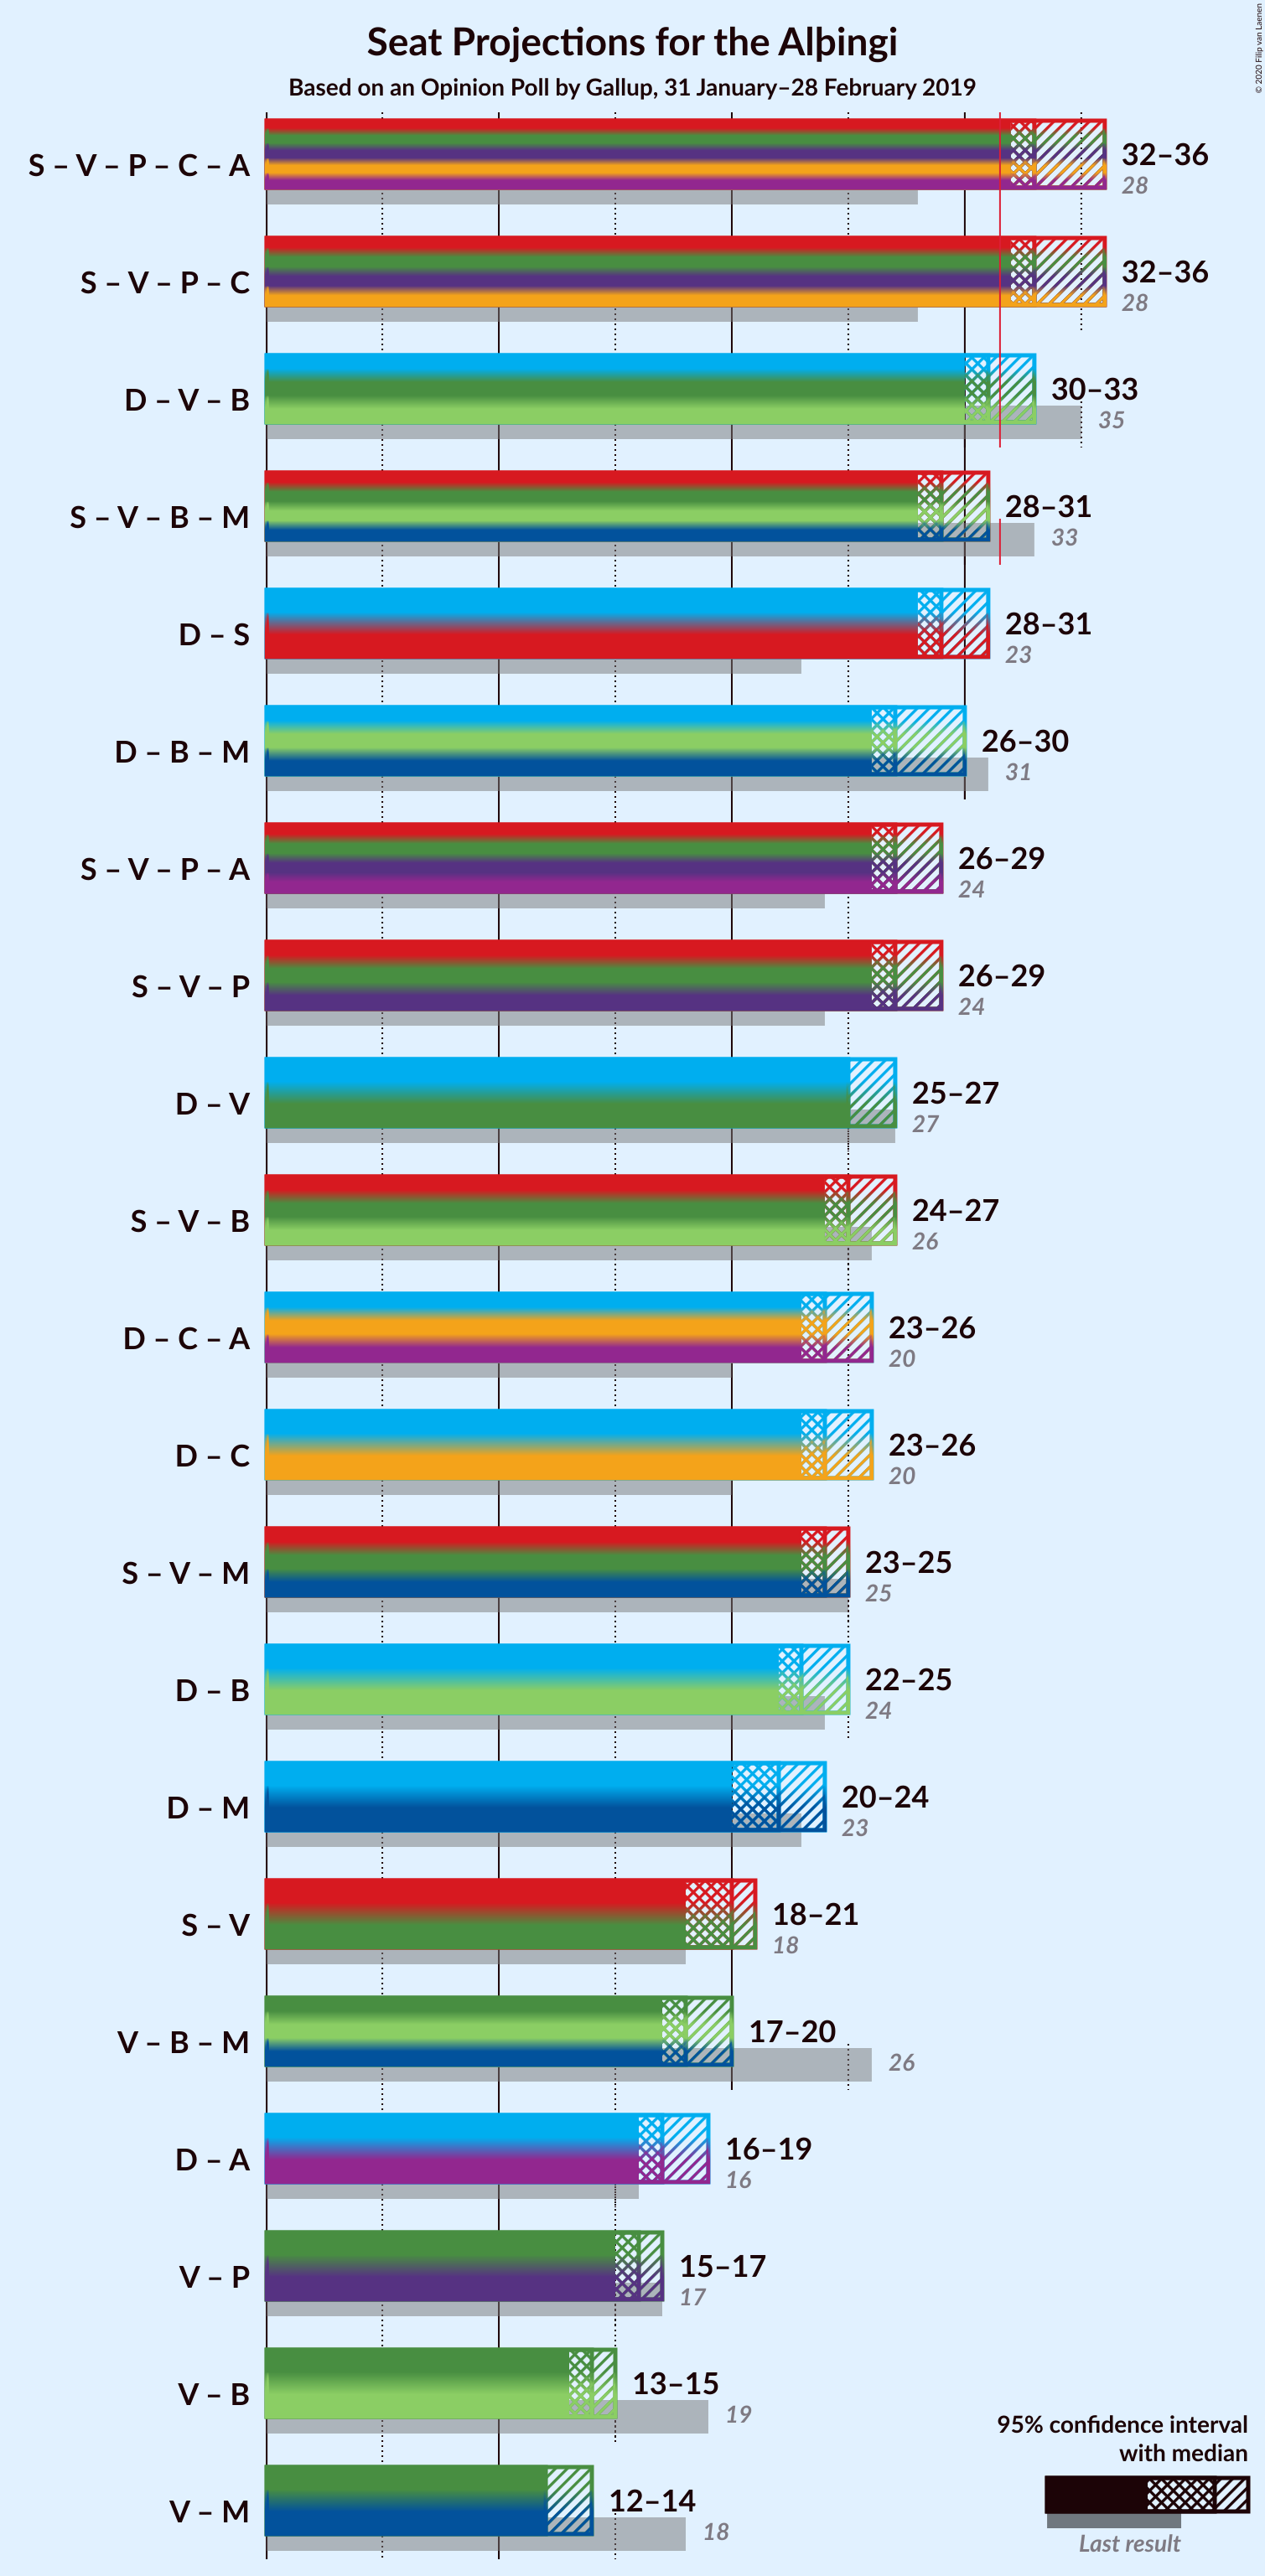 Seat Projections for the Alþingi
Based on an Opinion Poll by Gallup, 31 January–28 February 2019
© 2020 Filip van Laenen
S – V – P – C – A
32–36
28
S – V – P – C
32–36
28
D – V – B
30–33
35
S – V – B – M
28–31
33
D – S
28–31
23
D – B – M
26–30
31
S – V – P – A
26–29
24
S – V – P
26–29
24
D – V
25–27
27
S – V – B
24–27
26
D – C – A
23–26
20
D – C
23–26
20
S – V – M
23–25
25
D – B
22–25
24
D – M
20–24
23
S – V
18–21
18
V – B – M
17–20
26
D – A
16–19
16
V – P
15–17
17
V – B
13–15
19
V – M
12–14
18
95% confidence interval
with median
Last result